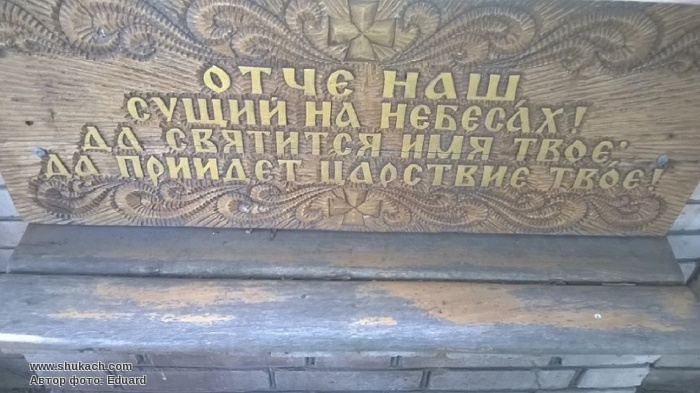 ОТЧЕ НАШ
СУЩИЙ НА НЕБЕСАХ!
ДА СВЯТИТСЯ ИМЯ ТВОЕ;
ДА ПРИИДЕТ ЦАРСТВИЕ ТВОЕ!
www.shukach.com
Автор фото: Eduard